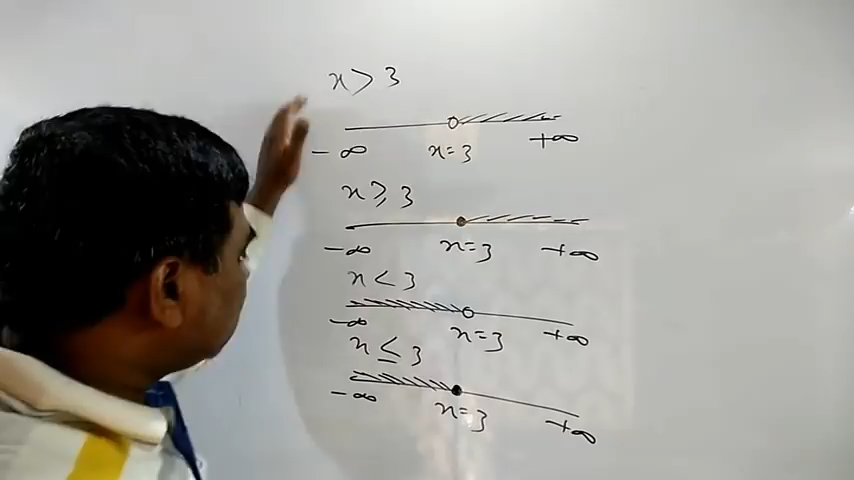 x > 3
-∞ x=3 +∞
x ≥ 3
-∞ x=3 +∞
x < 3
-∞ x=3 +∞
x ≤ 3
-∞ x=3 +∞